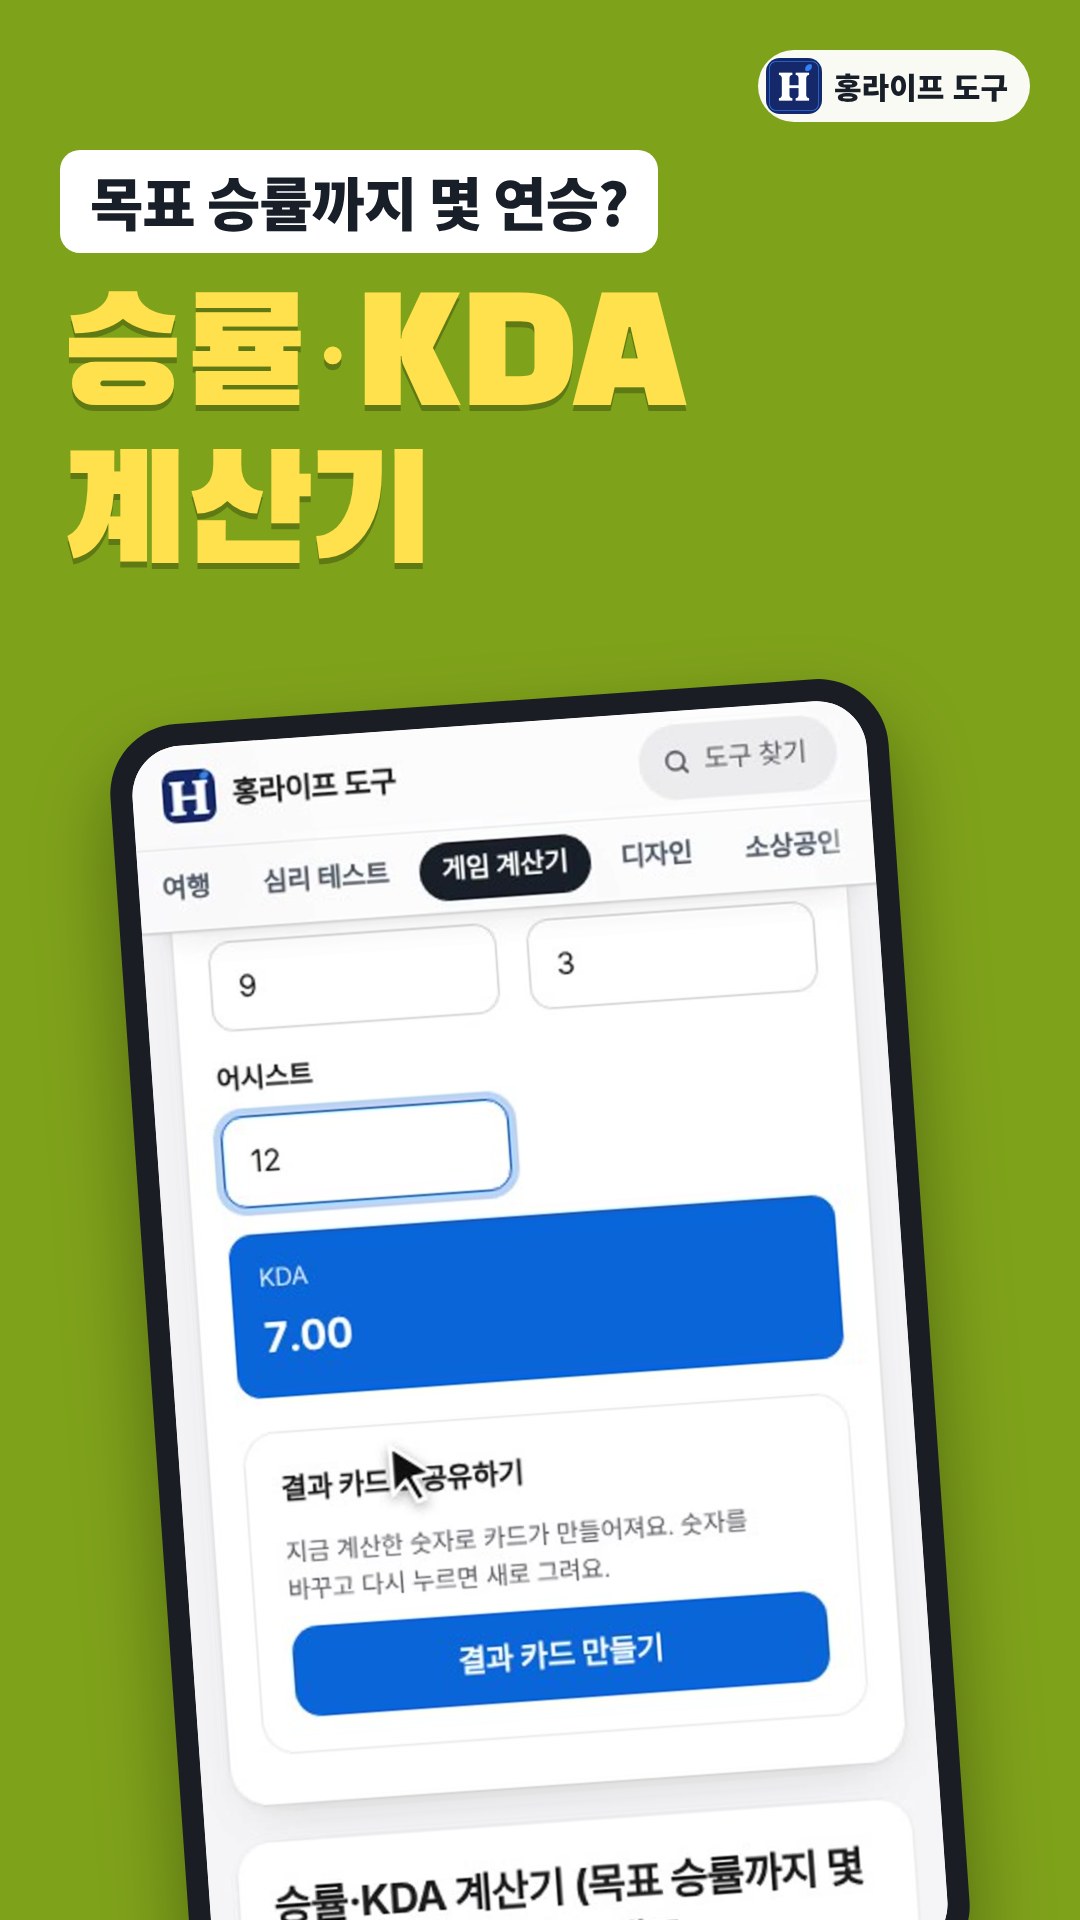 홍라이프 도구
목표 승률까지 몇 연승?
승률·KDA
계산기
홍라이프 도구
도구 찾기
여행 심리 테스트 게임 계산기 디자인 소상공인
9 3
어시스트
12
KDA
7.00
결과 카드 공유하기
지금 계산한 숫자로 카드가 만들어져요. 숫자를
바꾸고 다시 누르면 새로 그려요.
결과 카드 만들기
승률·KDA 계산기 (목표 승률까지 몇